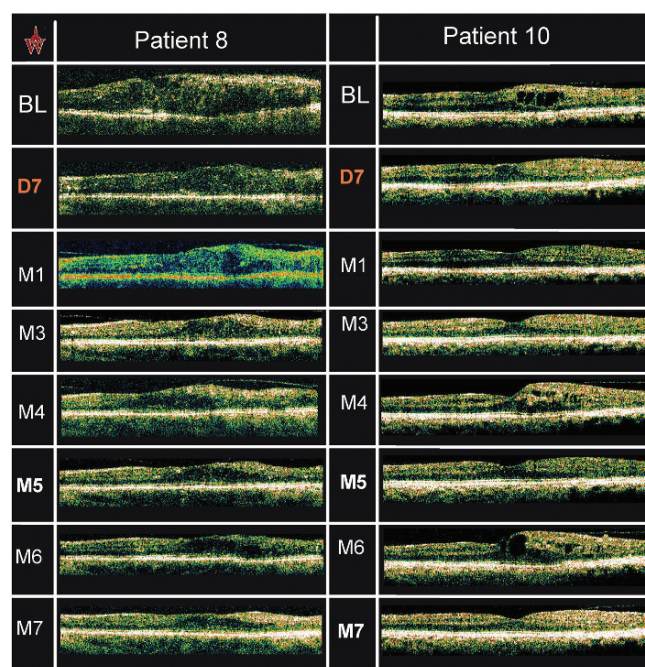 Patient 8 Patient 10
BL BL
D7 D7
M1 M1
M3 M3
M4 M4
M5 M5
M6 M6
M7 M7